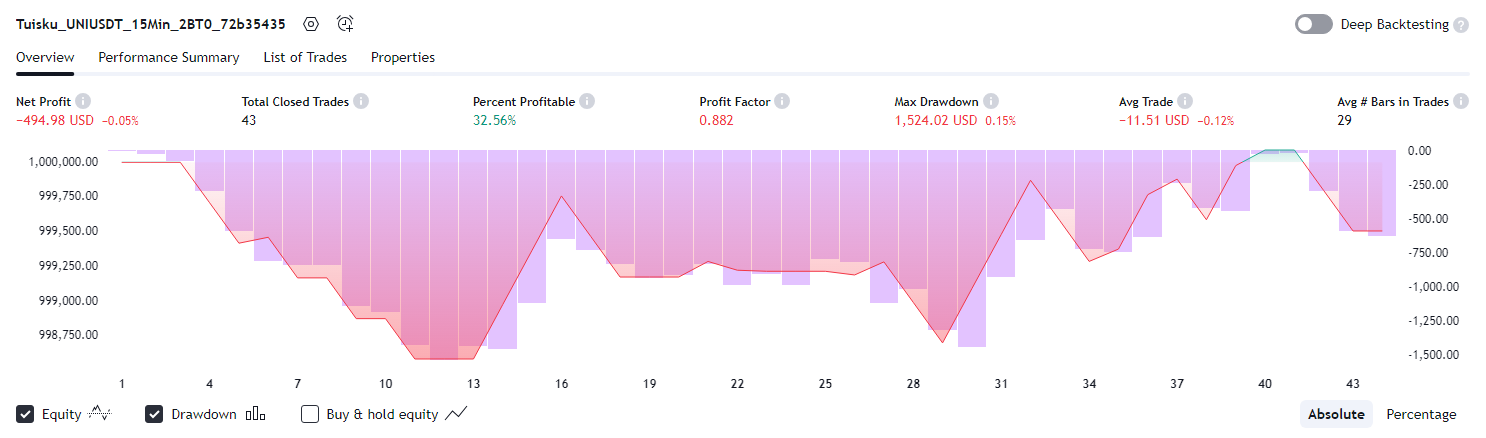 Tuisku_UNIUSDT_15Min_2BT0_72b35435 Deep Backtesting ?
Overview Performance Summary List of Trades Properties
Net Profit i Total Closed Trades i Percent Profitable i Profit Factor i Max Drawdown i Avg Trade i Avg # Bars in Trades i
−494.98 USD −0.05% 43 32.56% 0.882 1,524.02 USD 0.15% −11.51 USD −0.12% 29
1,000,000.00 0.00
999,750.00 -250.00
999,500.00 -500.00
999,250.00 -750.00
999,000.00 -1,000.00
998,750.00 -1,250.00
-1,500.00
1 4 7 10 13 16 19 22 25 28 31 34 37 40 43
Equity Drawdown Buy & hold equity Absolute Percentage